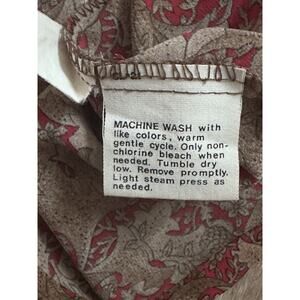 MACHINE WASH with
like colors, warm
gentle cycle. Only non-
chlorine bleach when
needed. Tumble dry
low. Remove promptly.
Light steam press as
needed.